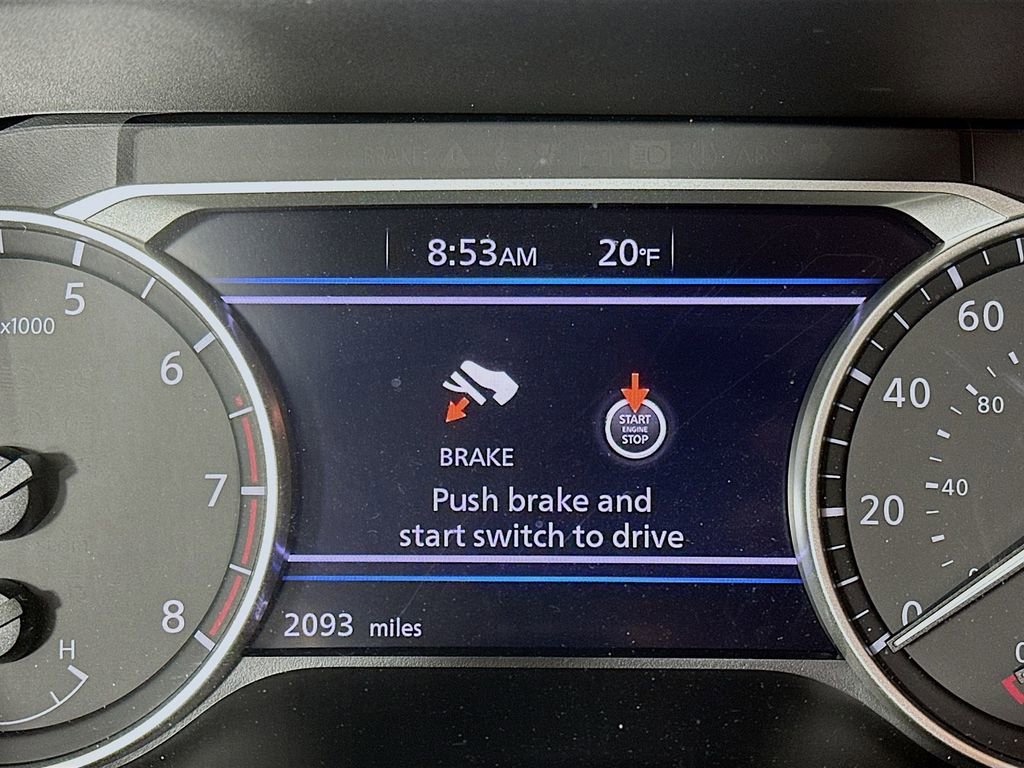 8:53AM 20°F
5
x1000
6
7
8
H
BRAKE
START
ENGINE
STOP
Push brake and
start switch to drive
2093 miles
60
80
40
40
20
0